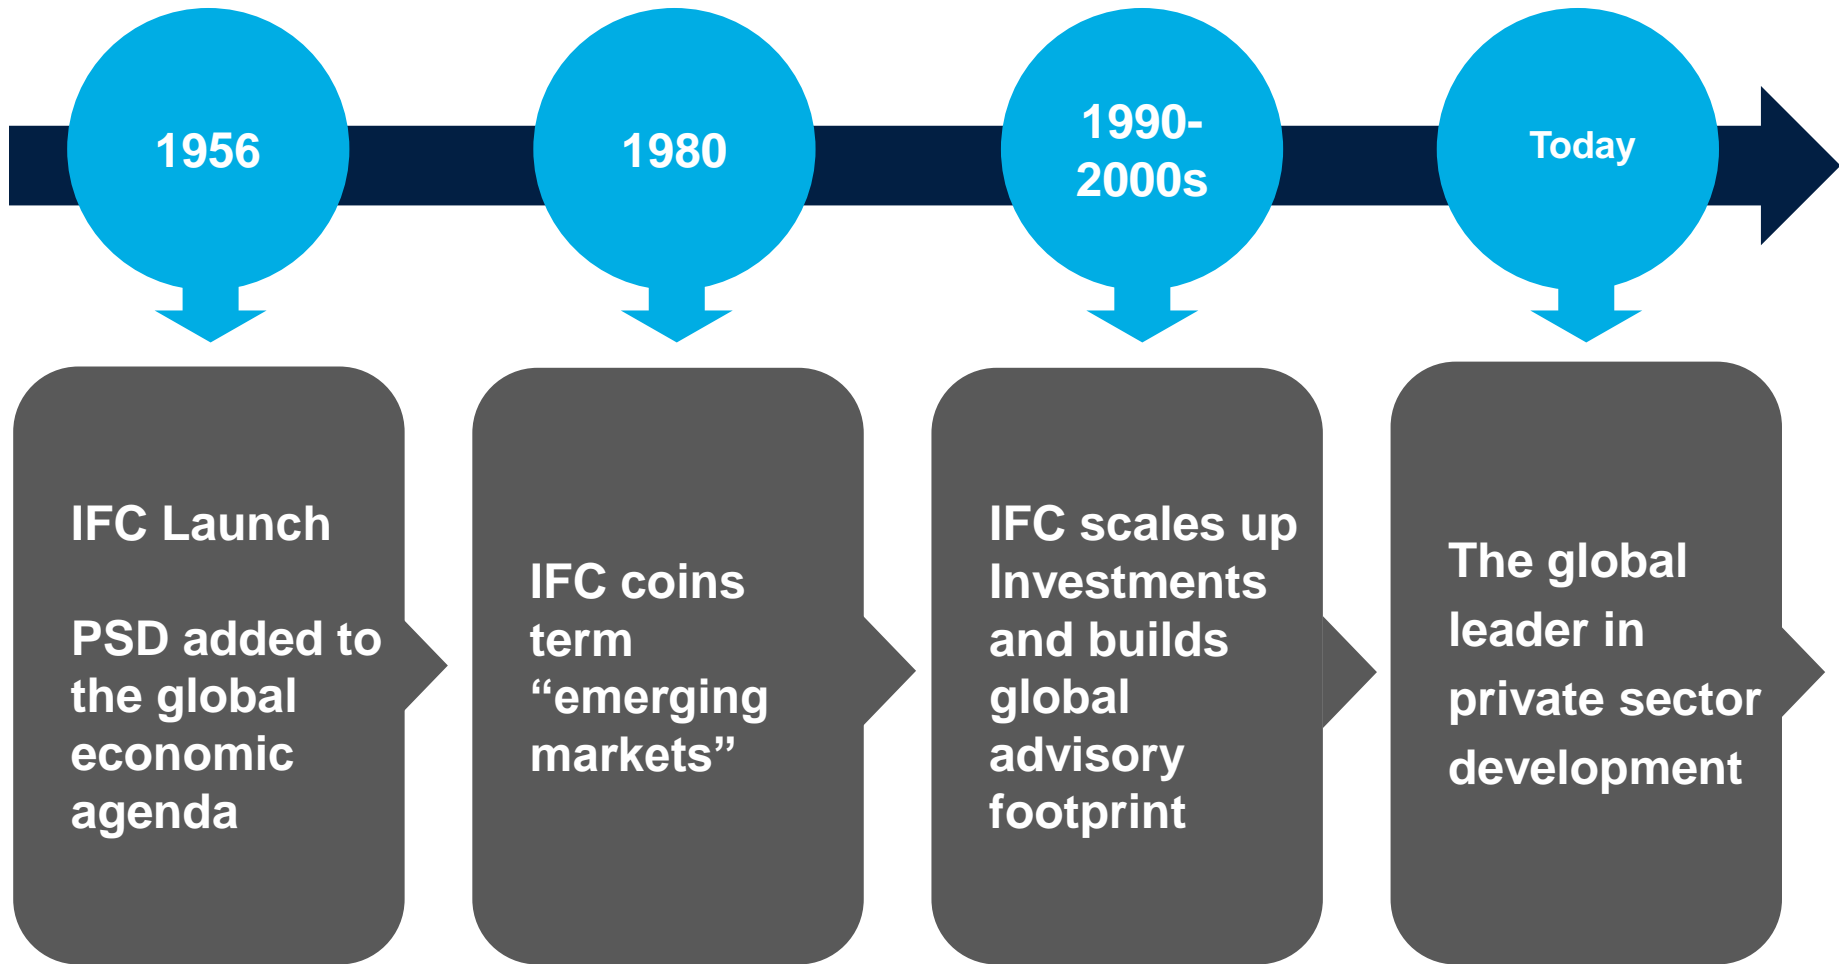 1956
1980
1990-
2000s
Today
IFC Launch
PSD added to
the global
economic
agenda
IFC coins
term
“emerging
markets”
IFC scales up
Investments
and builds
global
advisory
footprint
The global
leader in
private sector
development